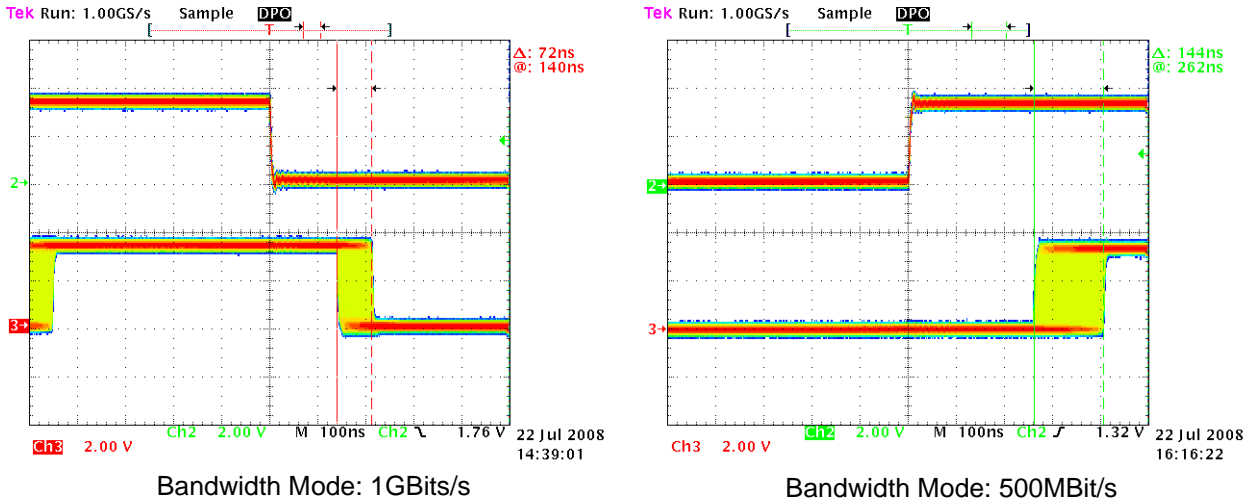 Tek Run: 1.00GS/s Sample DPO
T
Δ: 72ns
@: 140ns
2
3
Ch2 2.00 V M 100ns Ch2 1.76 V
Ch3 2.00 V
22 Jul 2008
14:39:01
Bandwidth Mode: 1GBits/s
Tek Run: 1.00GS/s Sample DPO
T
Δ: 144ns
@: 262ns
2
3
Ch3 2.00 V Ch2 2.00 V M 100ns Ch2 1.32 V
22 Jul 2008
16:16:22
Bandwidth Mode: 500MBit/s